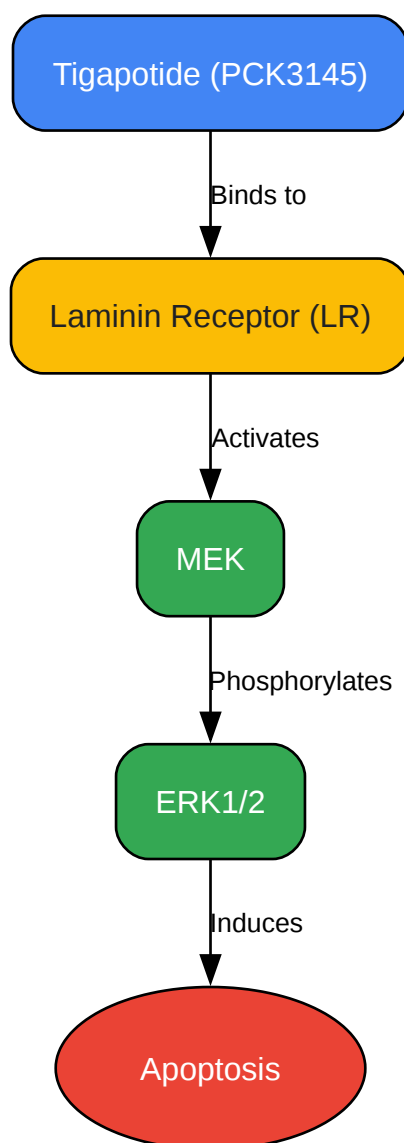 Tigapotide (PCK3145)
Binds to
Laminin Receptor (LR)
Activates
MEK
Phosphorylates
ERK1/2
Induces
Apoptosis